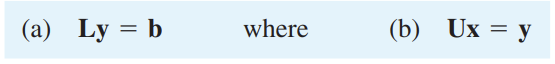 (a) Ly = b where (b) Ux = y